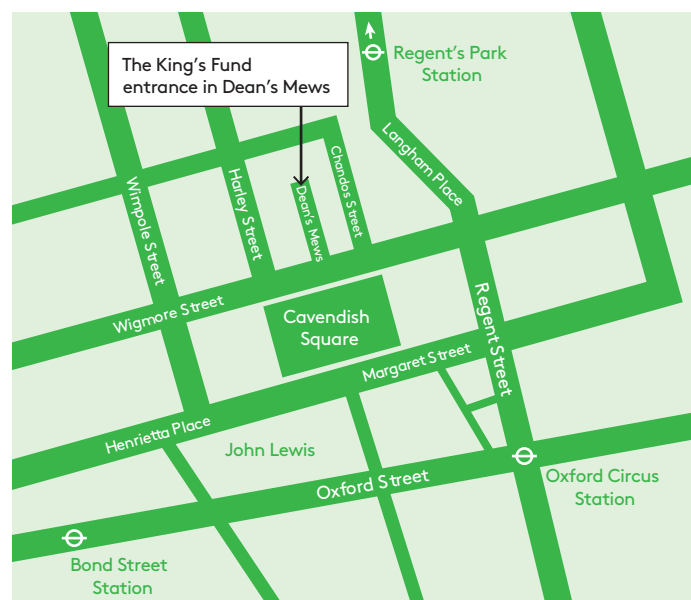 The King's Fund
entrance in Dean's Mews
Regent's Park
Station
Langham Place
Chandos Street
Harley Street
Dean's Mews
Wimpole Street
Wigmore Street
Cavendish
Square
Regent Street
Margaret Street
Henrietta Place
John Lewis
Oxford Street
Oxford Circus
Station
Bond Street
Station